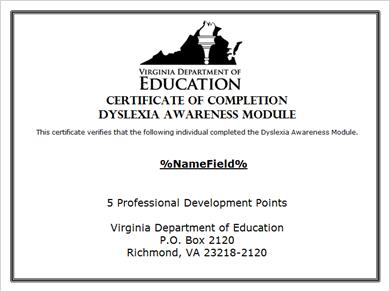 VIRGINIA DEPARTMENT OF
EDUCATION
CERTIFICATE OF COMPLETION
DYSLEXIA AWARENESS MODULE
This certificate verifies that the following individual completed the Dyslexia Awareness Module.
%NameField%
5 Professional Development Points
Virginia Department of Education
P.O. Box 2120
Richmond, VA 23218-2120